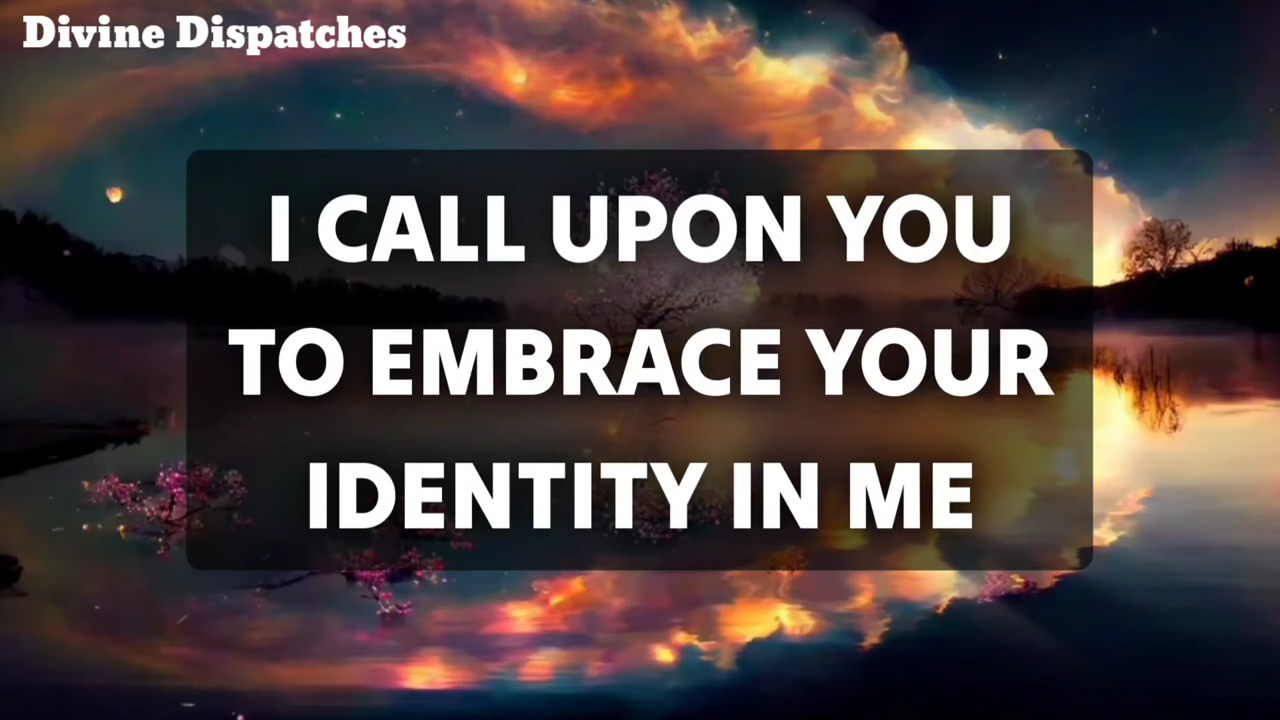 Divine Dispatches
I CALL UPON YOU
TO EMBRACE YOUR
IDENTITY IN ME